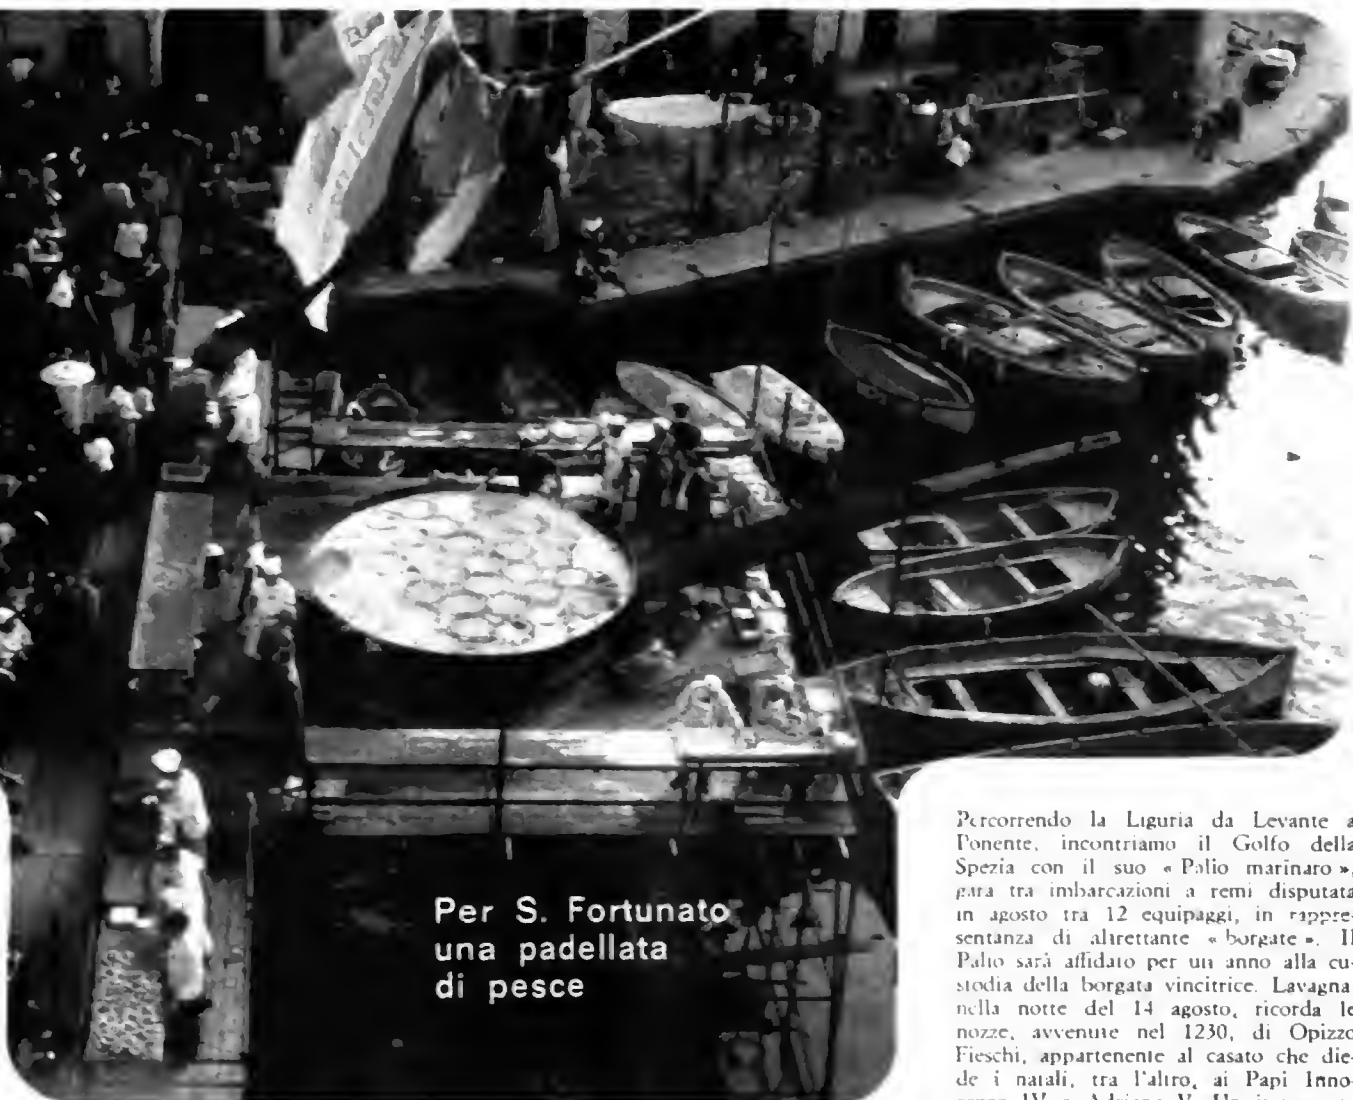 Per S. Fortunato
una padellata
di pesce
Percorrendo la Liguria da Levante a
Ponente, incontriamo il Golfo della
Spezia con il suo « Palio marinaro »,
gara tra imbarcazioni a remi disputata
in agosto tra 12 equipaggi, in rappre-
sentanza di altrettante « borgate ». Il
Palio sarà affidato per un anno alla cu-
stodia della borgata vincitrice. Lavagna
nella notte del 14 agosto, ricorda le
nozze, avvenute nel 1230, di Opizzo
Fieschi, appartenente al casato che die-
de i natali, tra l'altro, ai Papi Inno-